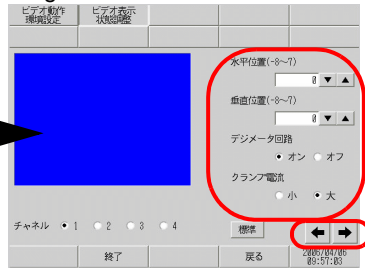 ビデオ動作 ビデオ表示
環境設定 状態調整
水平位置(-8～7)
0 ▼ ▲
垂直位置(-8～7)
0 ▼ ▲
デジメータ回路
オン オフ
クランプ電流
小 大
チャネル 1 2 3 4 標準 ← →
終了 戻る 2006/04/06
09:57:03